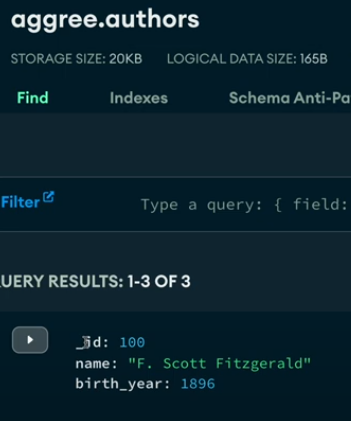 aggree.authors
STORAGE SIZE: 20KB LOGICAL DATA SIZE: 165B
Find Indexes Schema Anti-Pa
Filter Type a query: { field:
UERY RESULTS: 1-3 OF 3
_id: 100
name: "F. Scott Fitzgerald"
birth_year: 1896